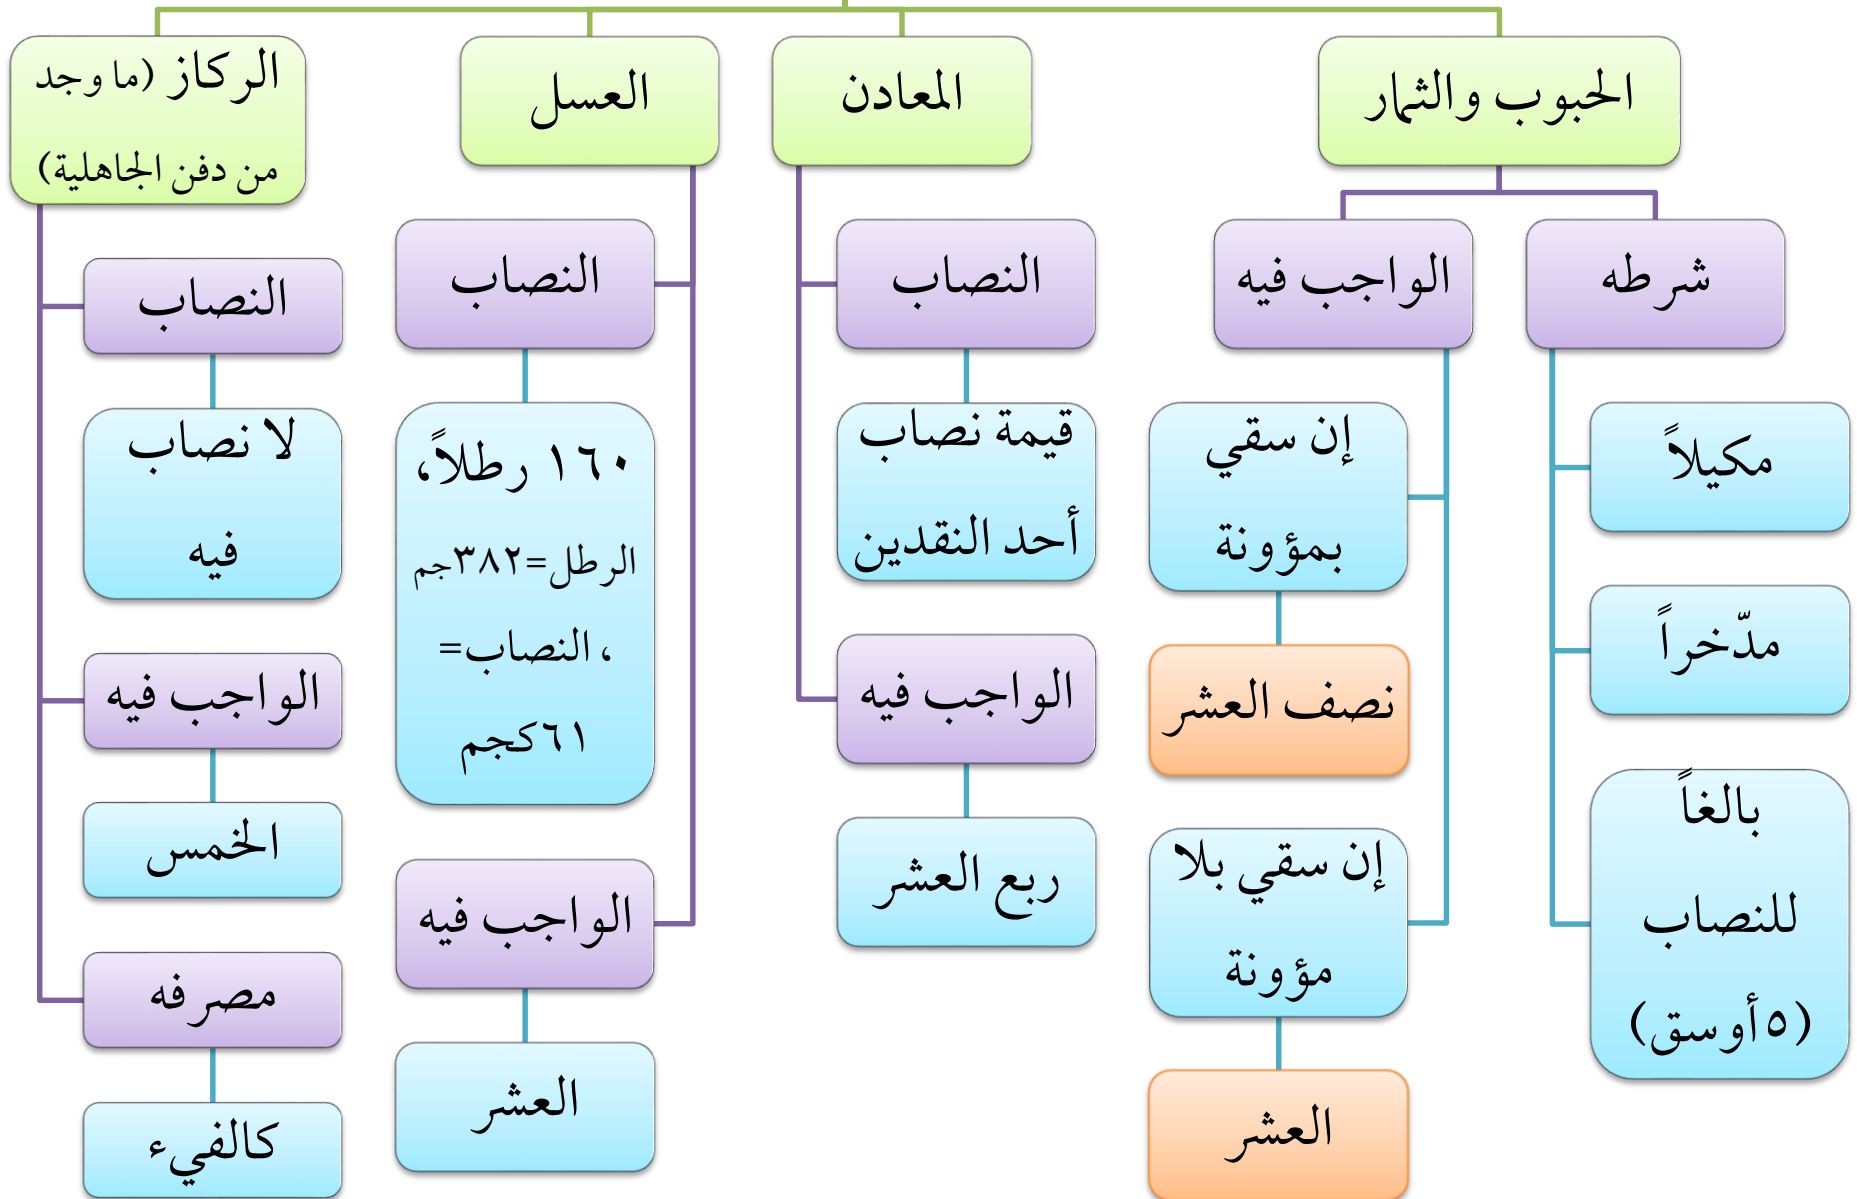 الحبوب والثمار
شرطه
مكيلاً
مدّخراً
بالغاً
للنصاب
(٥أوسق)
الواجب فيه
إن سقي
بمؤونة
نصف العشر
إن سقي بلا
مؤونة
العشر
المعادن
النصاب
قيمة نصاب
أحد النقدين
الواجب فيه
ربع العشر
العسل
النصاب
١٦٠ رطلاً،
الرطل=٣٨٢جم
، النصاب=
٦١كجم
الواجب فيه
العشر
الركاز (ما وجد
من دفن الجاهلية)
النصاب
لا نصاب
فيه
الواجب فيه
الخمس
مصرفه
كالفيء